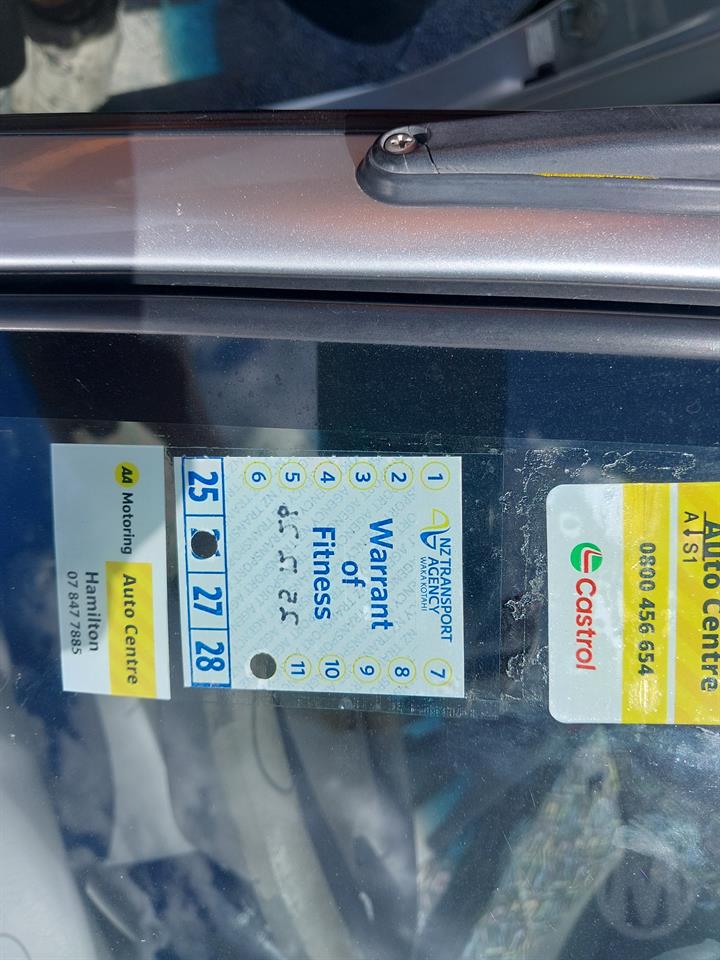 NZ TRANSPORT
AGENCY
WAKA KOTAHI
1
2
3
4
5
6
7
8
9
10
11
Warrant
of
Fitness
25
27
28
AA Motoring
Auto Centre
Hamilton
07 847 7885
Auto Centre
0800 456 654
Castrol